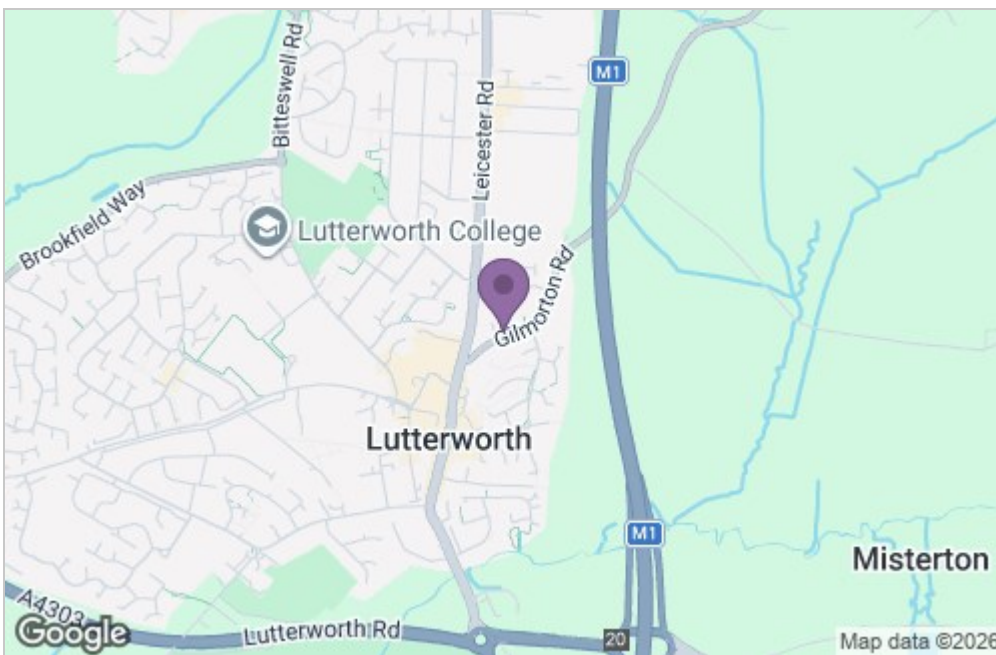 Bitteswell Rd
Leicester Rd
M1
Brookfield Way
Lutterworth College
Gilmorton Rd
Lutterworth
M1
Misterton
A4303
Lutterworth Rd
20
Google
Map data ©2026